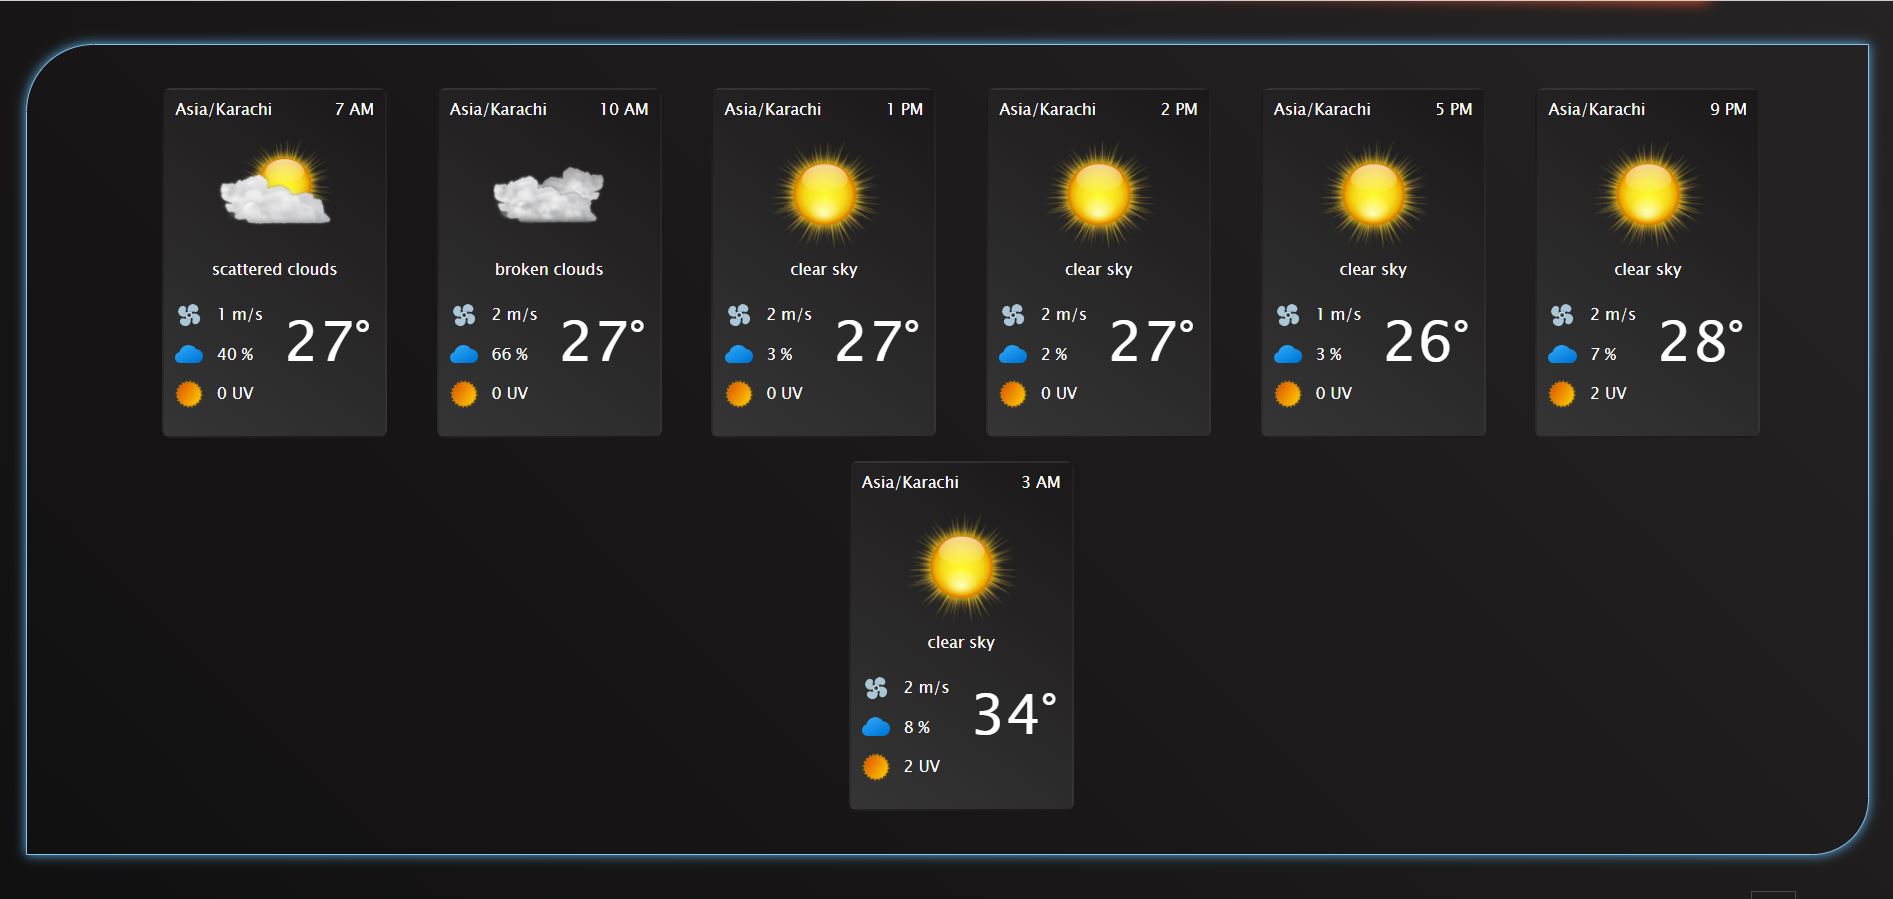 Asia/Karachi 7 AM
scattered clouds
1 m/s
40 %
27°
0 UV
Asia/Karachi 10 AM
broken clouds
2 m/s
66 %
27°
0 UV
Asia/Karachi 1 PM
clear sky
2 m/s
3 %
27°
0 UV
Asia/Karachi 2 PM
clear sky
2 m/s
2 %
27°
0 UV
Asia/Karachi 5 PM
clear sky
1 m/s
3 %
26°
0 UV
Asia/Karachi 9 PM
clear sky
2 m/s
7 %
28°
2 UV
Asia/Karachi 3 AM
clear sky
2 m/s
8 %
34°
2 UV